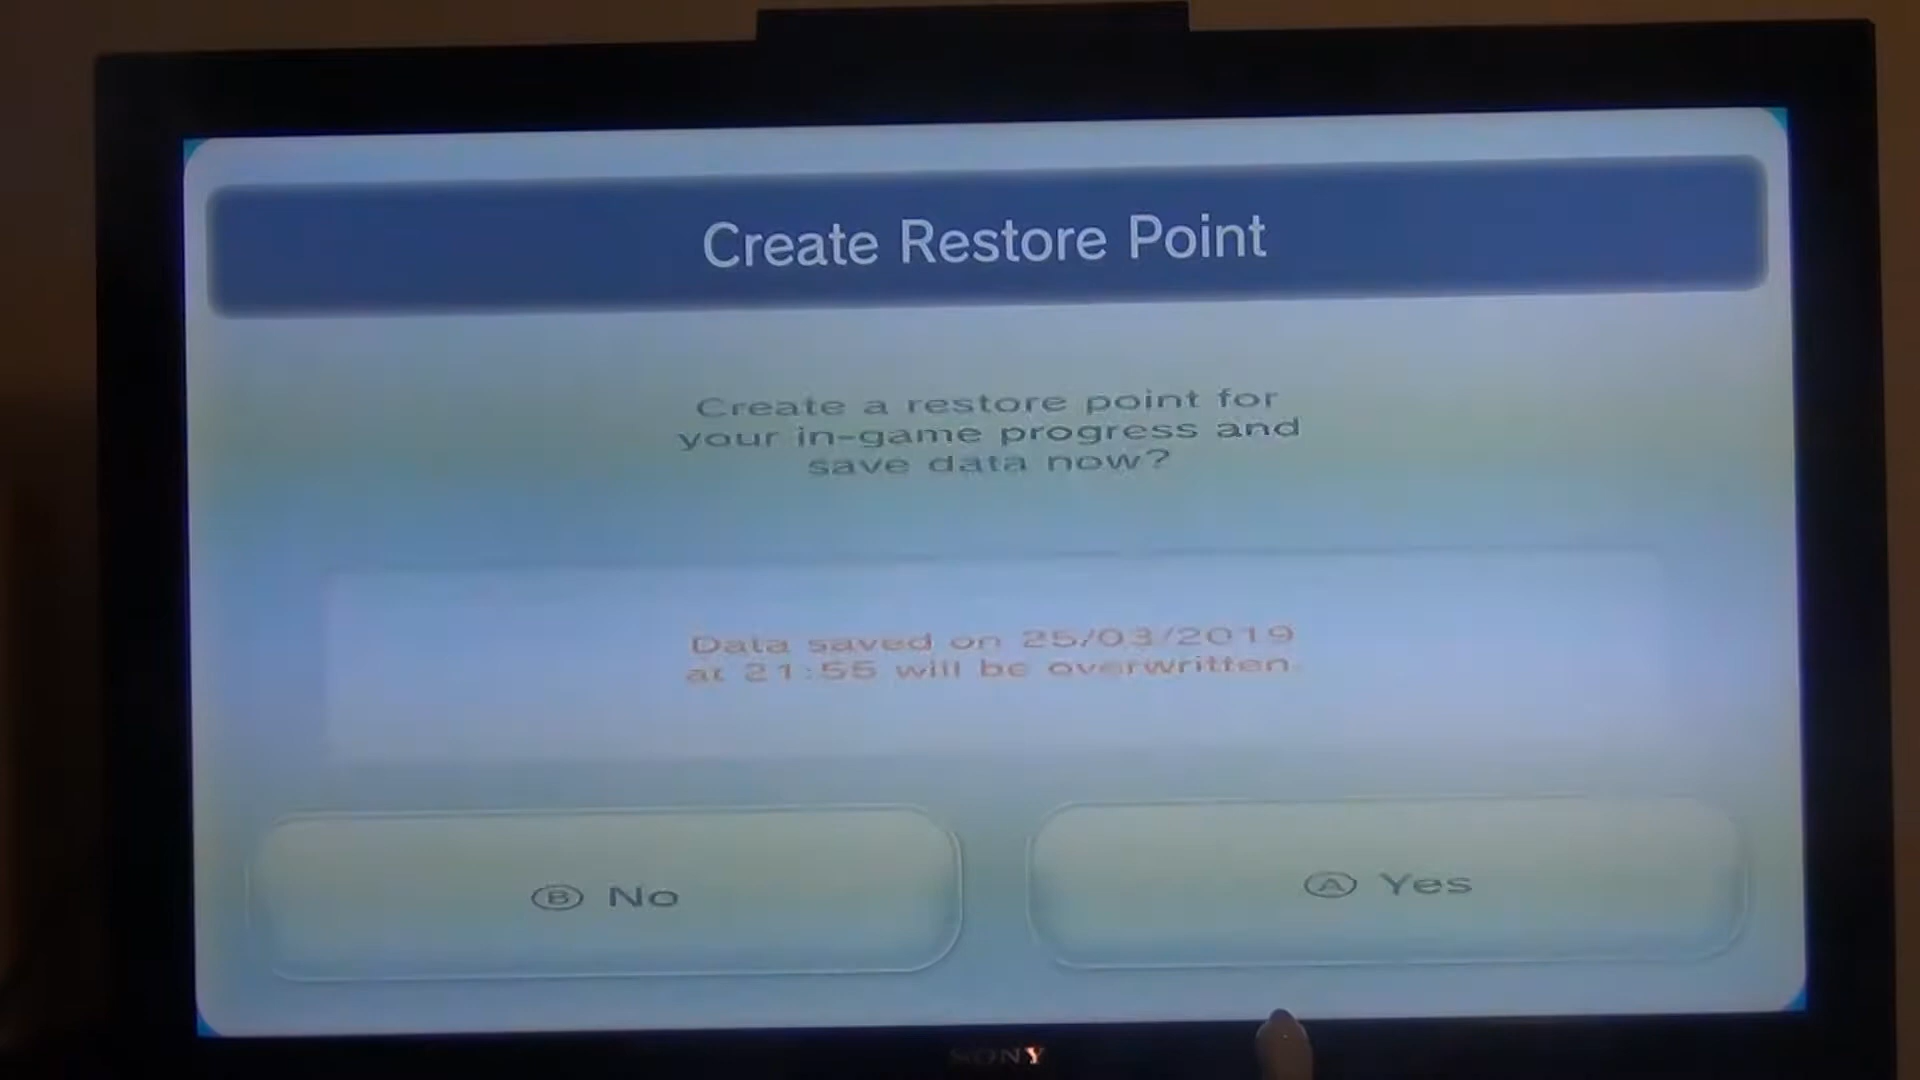 Create Restore Point
Create a restore point for
your in-game progress and
save data now?
Data saved on 25/03/2019
at 21:55 will be overwritten.
B No
A Yes
SONY